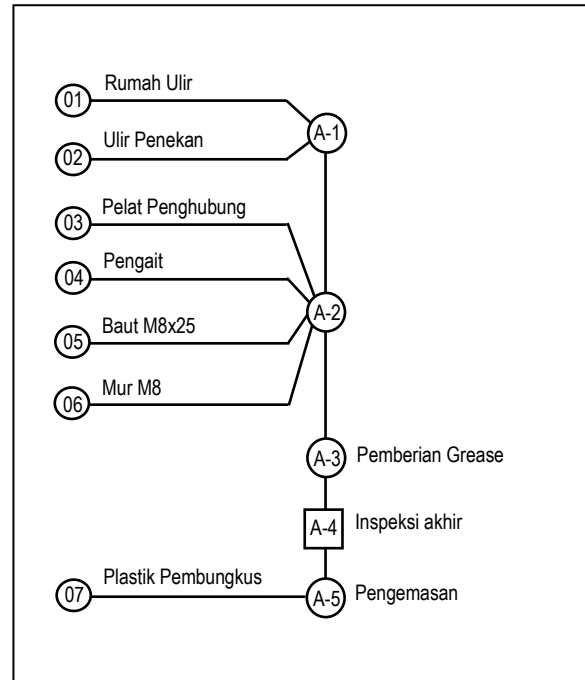 Rumah Ulir
01
A-1
Ulir Penekan
02
Pelat Penghubung
03
Pengait
04
A-2
Baut M8x25
05
Mur M8
06
A-3 Pemberian Grease
A-4 Inspeksi akhir
Plastik Pembungkus
07
A-5 Pengemasan